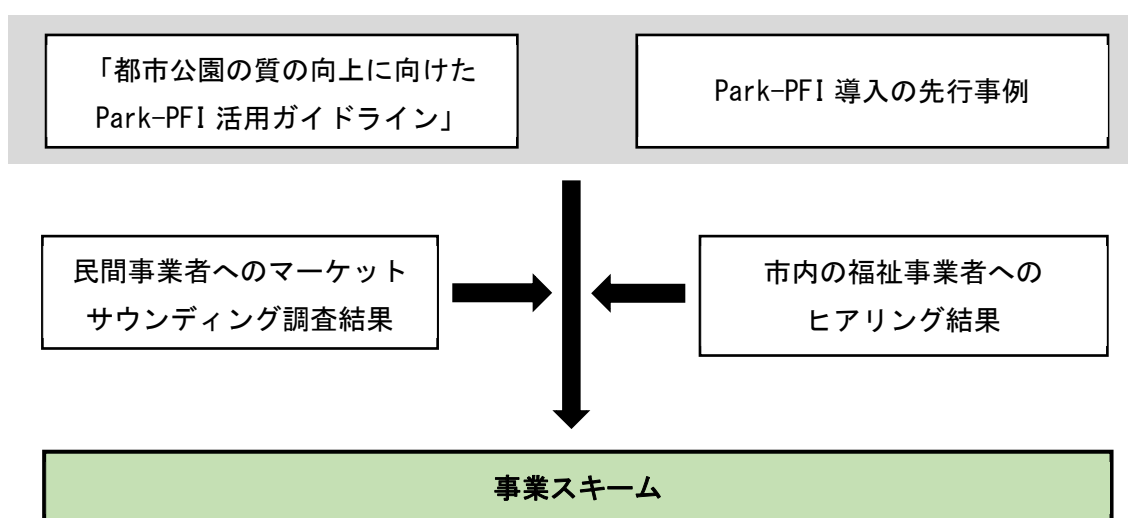 「都市公園の質の向上に向けた
Park-PFI 活用ガイドライン」
Park-PFI 導入の先行事例
民間事業者へのマーケット
サウンディング調査結果
市内の福祉事業者への
ヒアリング結果
事業スキーム